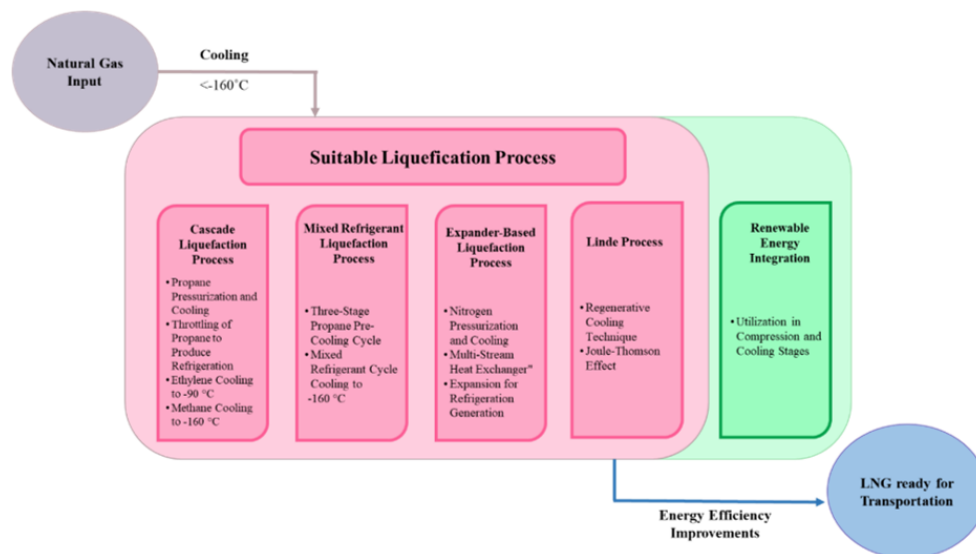 Natural Gas
Input
Cooling
<-160˚C
Suitable Liquefication Process
Cascade
Liquefaction
Process
•Propane
Pressurization and
Cooling
•Throttling of
Propane to
Produce
Refrigeration
•Ethylene Cooling
to -90 °C
•Methane Cooling
to -160 °C
Mixed Refrigerant
Liquefaction
Process
•Three-Stage
Propane Pre-
Cooling Cycle
•Mixed
Refrigerant Cycle
Cooling to
-160 °C
Expander-Based
Liquefaction
Process
•Nitrogen
Pressurization
and Cooling
•Multi-Stream
Heat Exchanger"
•Expansion for
Refrigeration
Generation
Linde Process
•Regenerative
Cooling
Technique
•Joule-Thomson
Effect
Renewable
Energy
Integration
•Utilization in
Compression and
Cooling Stages
Energy Efficiency
Improvements
LNG ready for
Transportation